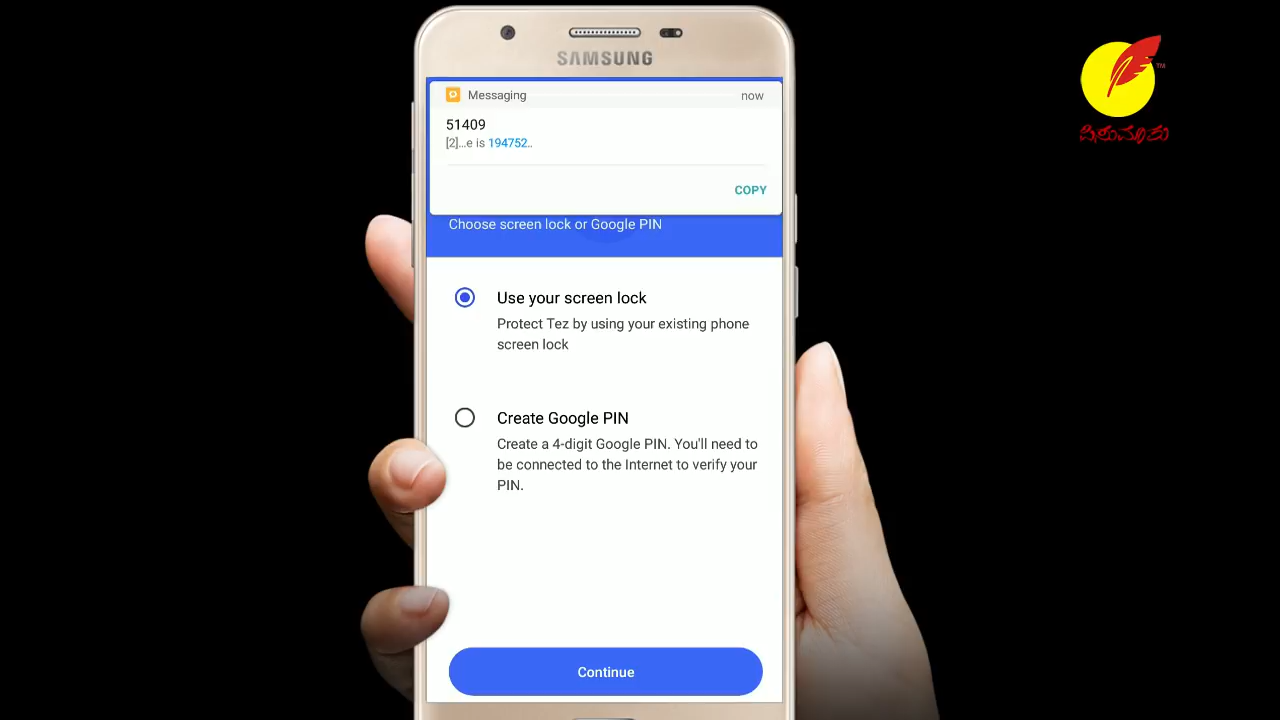 SAMSUNG
Messaging now
51409
[2]...e is 194752..
COPY
Choose screen lock or Google PIN
Use your screen lock
Protect Tez by using your existing phone
screen lock
Create Google PIN
Create a 4-digit Google PIN. You'll need to
be connected to the Internet to verify your
PIN.
Continue
TM